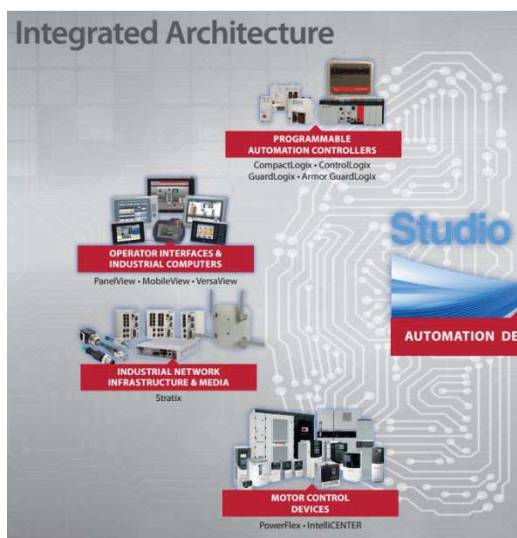 Integrated Architecture
PROGRAMMABLE
AUTOMATION CONTROLLERS
CompactLogix • ControlLogix
GuardLogix • Armor GuardLogix
OPERATOR INTERFACES &
INDUSTRIAL COMPUTERS
PanelView • MobileView • VersaView
Studio
AUTOMATION DE
INDUSTRIAL NETWORK
INFRASTRUCTURE & MEDIA
Stratix
MOTOR CONTROL
DEVICES
PowerFlex • IntelliCENTER